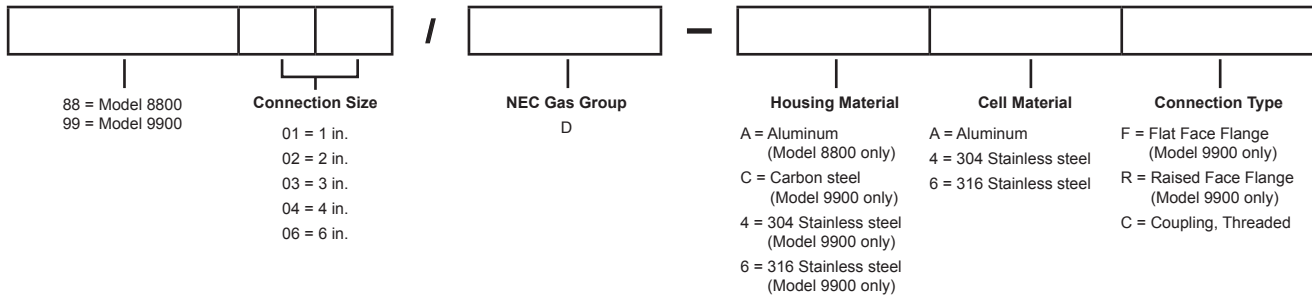 / –
88 = Model 8800
99 = Model 9900
Connection Size
01 = 1 in.
02 = 2 in.
03 = 3 in.
04 = 4 in.
06 = 6 in.
NEC Gas Group
D
Housing Material
A = Aluminum
(Model 8800 only)
C = Carbon steel
(Model 9900 only)
4 = 304 Stainless steel
(Model 9900 only)
6 = 316 Stainless steel
(Model 9900 only)
Cell Material
A = Aluminum
4 = 304 Stainless steel
6 = 316 Stainless steel
Connection Type
F = Flat Face Flange
(Model 9900 only)
R = Raised Face Flange
(Model 9900 only)
C = Coupling, Threaded